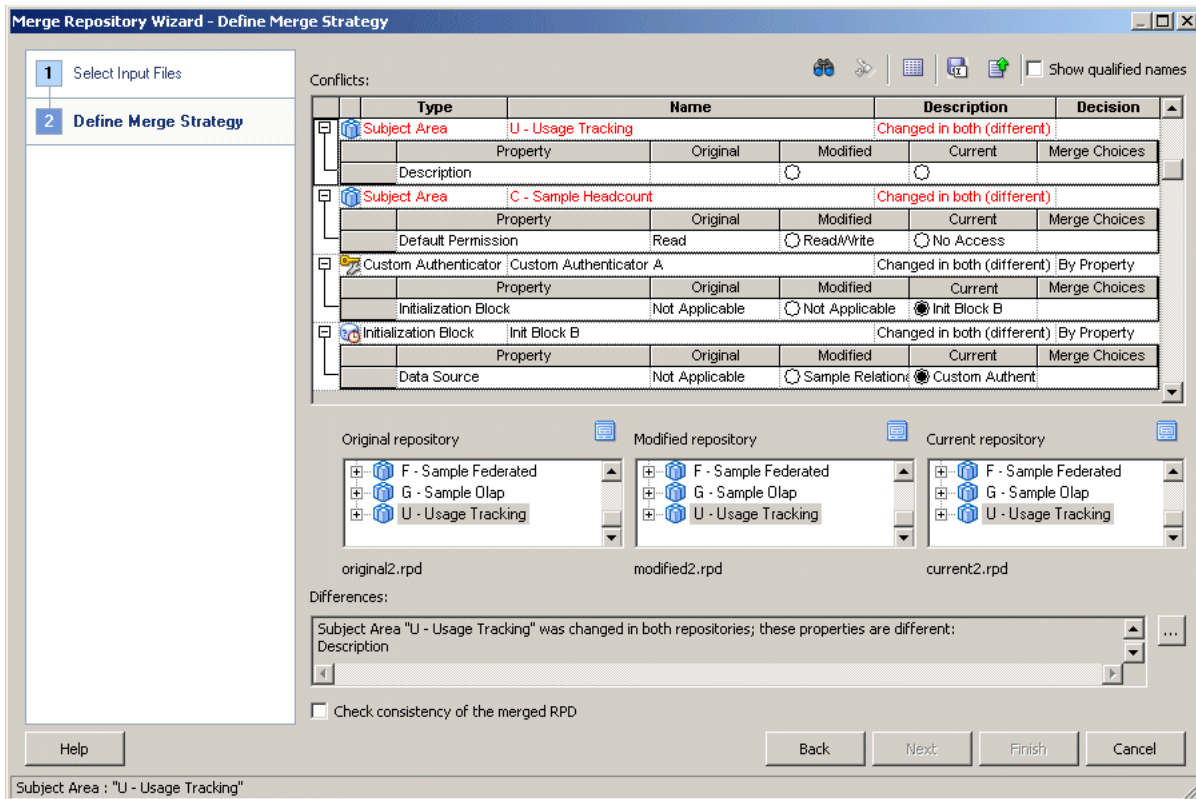 Merge Repository Wizard - Define Merge Strategy
1 Select Input Files
2 Define Merge Strategy
Conflicts:
Show qualified names
Type Name Description Decision
Subject Area U - Usage Tracking Changed in both (different)
Property Original Modified Current Merge Choices
Description
Subject Area C - Sample Headcount Changed in both (different)
Property Original Modified Current Merge Choices
Default Permission Read Read/Write No Access
Custom Authenticator Custom Authenticator A Changed in both (different) By Property
Property Original Modified Current Merge Choices
Initialization Block Not Applicable Not Applicable Init Block B
Initialization Block Init Block B Changed in both (different) By Property
Property Original Modified Current Merge Choices
Data Source Not Applicable Sample Relation Custom Authent
Original repository Modified repository Current repository
F - Sample Federated F - Sample Federated F - Sample Federated
G - Sample Olap G - Sample Olap G - Sample Olap
U - Usage Tracking U - Usage Tracking U - Usage Tracking
original2.rpd modified2.rpd current2.rpd
Differences:
Subject Area "U - Usage Tracking" was changed in both repositories; these properties are different:
Description
...
Check consistency of the merged RPD
Help Back Next Finish Cancel
Subject Area : "U - Usage Tracking"